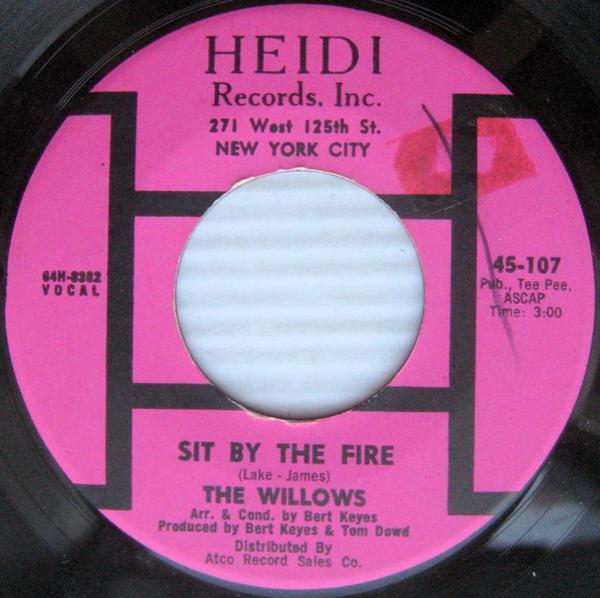 HEIDI
Records, Inc.
271 West 125th St.
NEW YORK CITY
64H-8362
VOCAL
45-107
Pub., Tee Pee,
ASCAP
Time: 3:00
SIT BY THE FIRE
(Lake - James)
THE WILLOWS
Arr. & Cond. by Bert Keyes
Produced by Bert Keyes & Tom Dowd
Distributed By
Atco Record Sales Co.